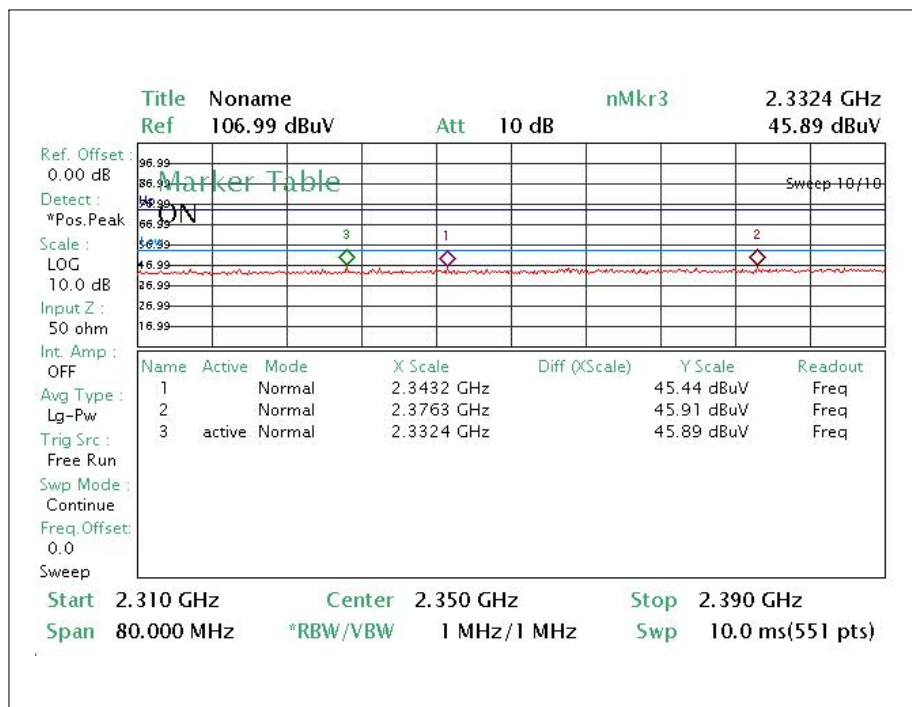 Title Noname nMkr3 2.3324 GHz
Ref 106.99 dBuV Att 10 dB 45.89 dBuV
Ref. Offset :
0.00 dB
Detect :
*Pos.Peak
Scale :
LOG
10.0 dB
Input Z :
50 ohm
Int. Amp :
OFF
Avg Type :
Lg-Pw
Trig Src :
Free Run
Swp Mode :
Continue
Freq.Offset:
0.0
Sweep
96.99
86.99
Marker Table
Sweep 10/10
76.99
ON
66.99
56.99
46.99
36.99
26.99
16.99
3 1 2
Name Active Mode X Scale Diff (XScale) Y Scale Readout
1 Normal 2.3432 GHz 45.44 dBuV Freq
2 Normal 2.3763 GHz 45.91 dBuV Freq
3 active Normal 2.3324 GHz 45.89 dBuV Freq
Start 2.310 GHz Center 2.350 GHz Stop 2.390 GHz
Span 80.000 MHz *RBW/VBW 1 MHz/1 MHz Swp 10.0 ms(551 pts)